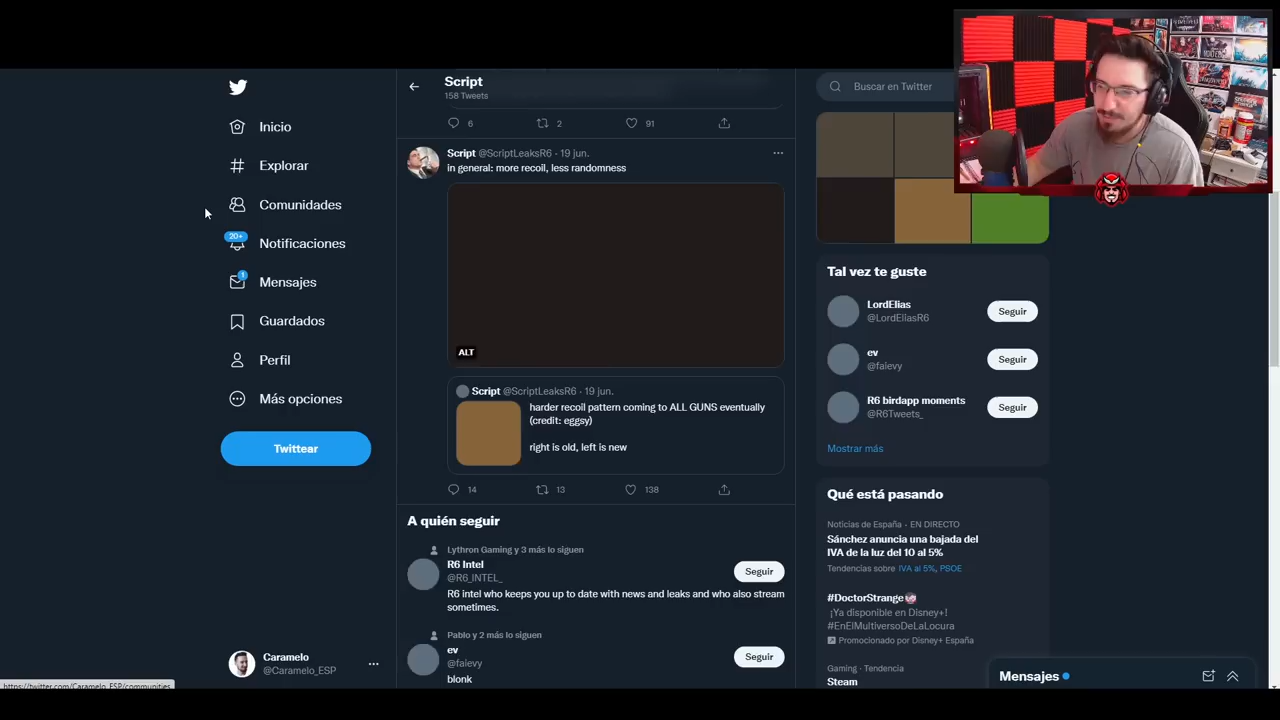 Script
158 Tweets
Buscar en Twitter
Inicio
Explorar
Comunidades
20+
Notificaciones
1
Mensajes
Guardados
Perfil
Más opciones
Twittear
Caramelo
@Caramelo_ESP
https://twitter.com/Caramelo_ESP/communities
6 2 91
Script @ScriptLeaksR6 · 19 jun.
in general: more recoil, less randomness
ALT
Script @ScriptLeaksR6 · 19 jun.
harder recoil pattern coming to ALL GUNS eventually
(credit: eggsy)
right is old, left is new
14 13 138
A quién seguir
Lythron Gaming y 3 más lo siguen
R6 Intel
@R6_INTEL_
Seguir
R6 intel who keeps you up to date with news and leaks and who also stream
sometimes.
Pablo y 2 más lo siguen
ev
@faievy
Seguir
blonk
Tal vez te guste
LordElias
@LordEliasR6
Seguir
ev
@faievy
Seguir
R6 birdapp moments
@R6Tweets_
Seguir
Mostrar más
Qué está pasando
Noticias de España · EN DIRECTO
Sánchez anuncia una bajada del
IVA de la luz del 10 al 5%
Tendencias sobre IVA al 5%, PSOE
#DoctorStrange
¡Ya disponible en Disney+!
#EnElMultiversoDeLaLocura
Promocionado por Disney+ España
Gaming · Tendencia
Steam
Mensajes